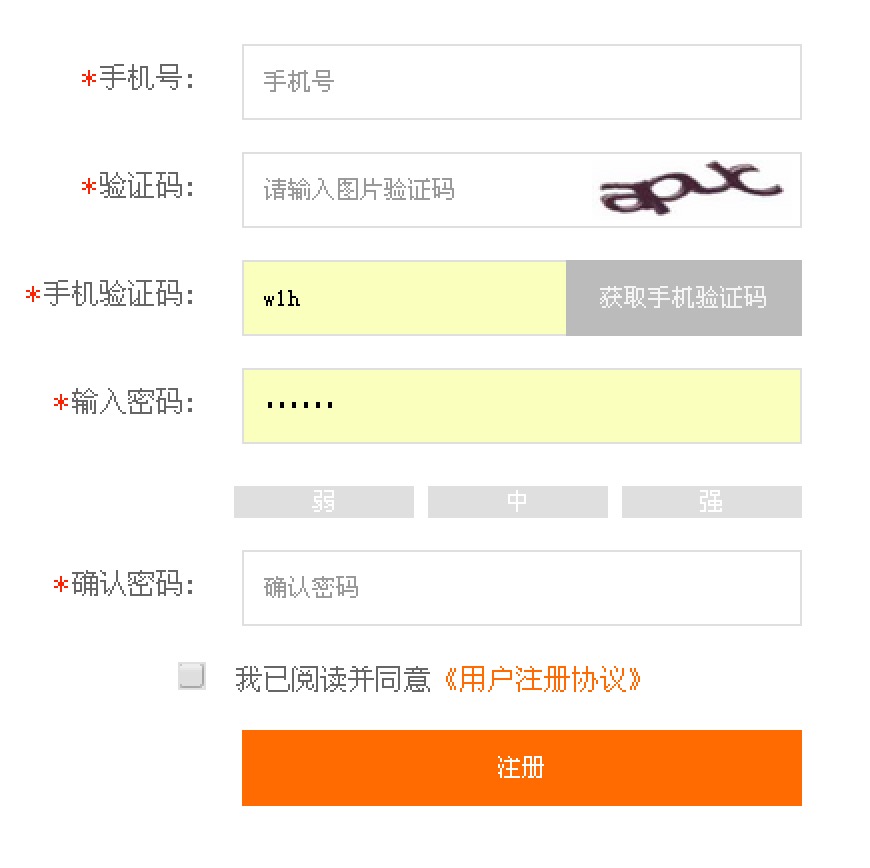 *手机号:
手机号
*验证码:
请输入图片验证码
*手机验证码:
wlh
获取手机验证码
*输入密码:
······
弱 中 强
*确认密码:
确认密码
我已阅读并同意《用户注册协议》
注册